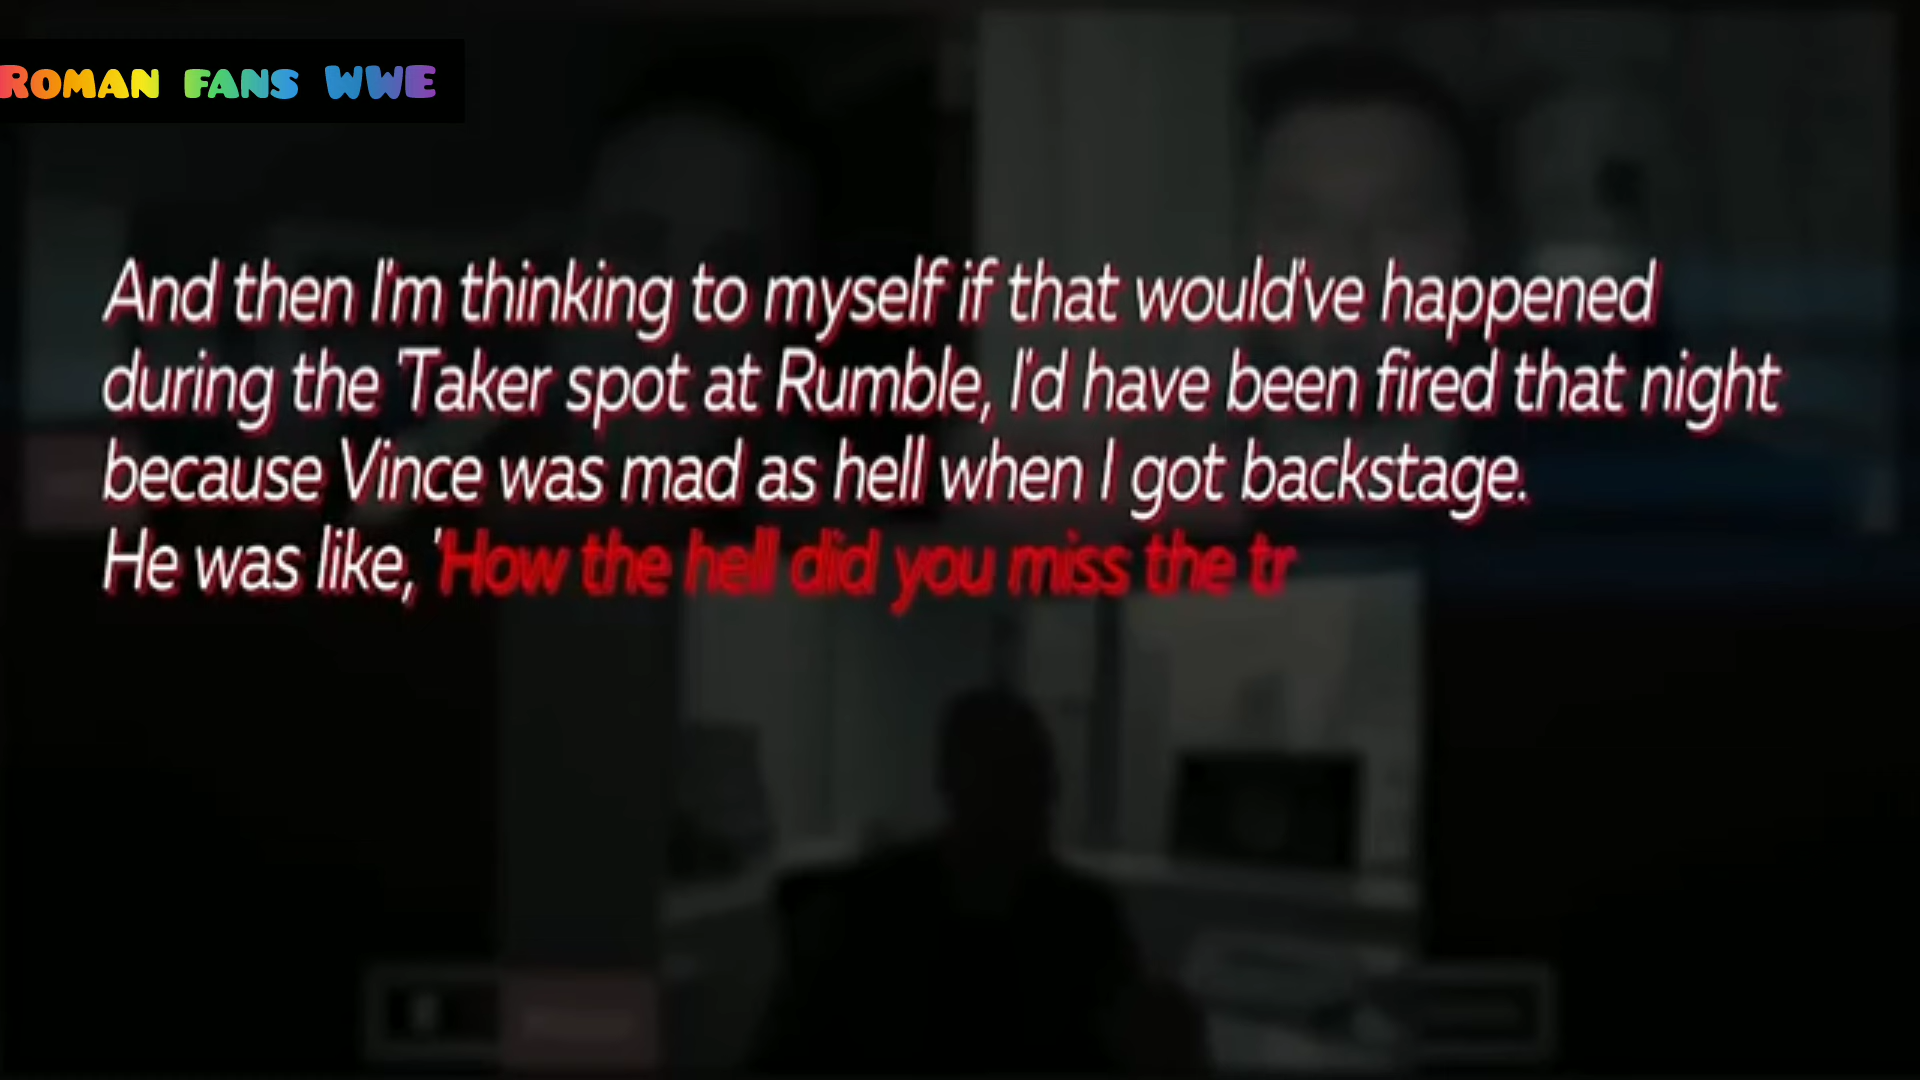 ROMAN FANS WWE
And then I'm thinking to myself if that would've happened
during the 'Taker spot at Rumble, I'd have been fired that night
because Vince was mad as hell when I got backstage.
He was like, 'How the hell did you miss the tr